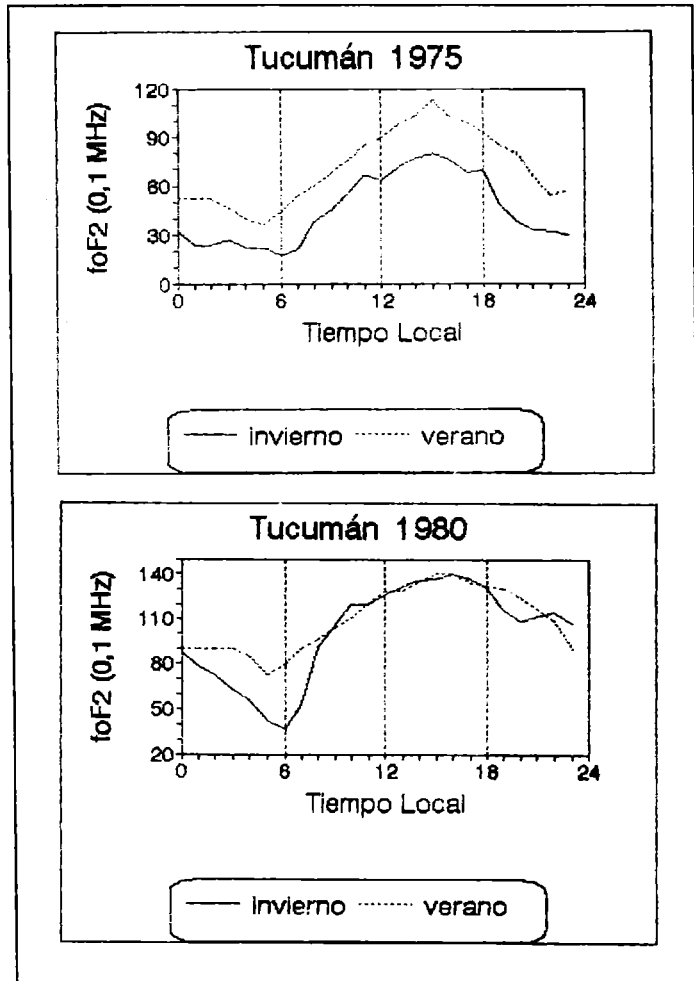 Tucumán 1975
120
90
60
30
0
foF2 (0,1 MHz)
0 6 12 18 24
Tiempo Local
invierno verano
Tucumán 1980
140
110
80
50
20
foF2 (0,1 MHz)
0 6 12 18 24
Tiempo Local
invierno verano